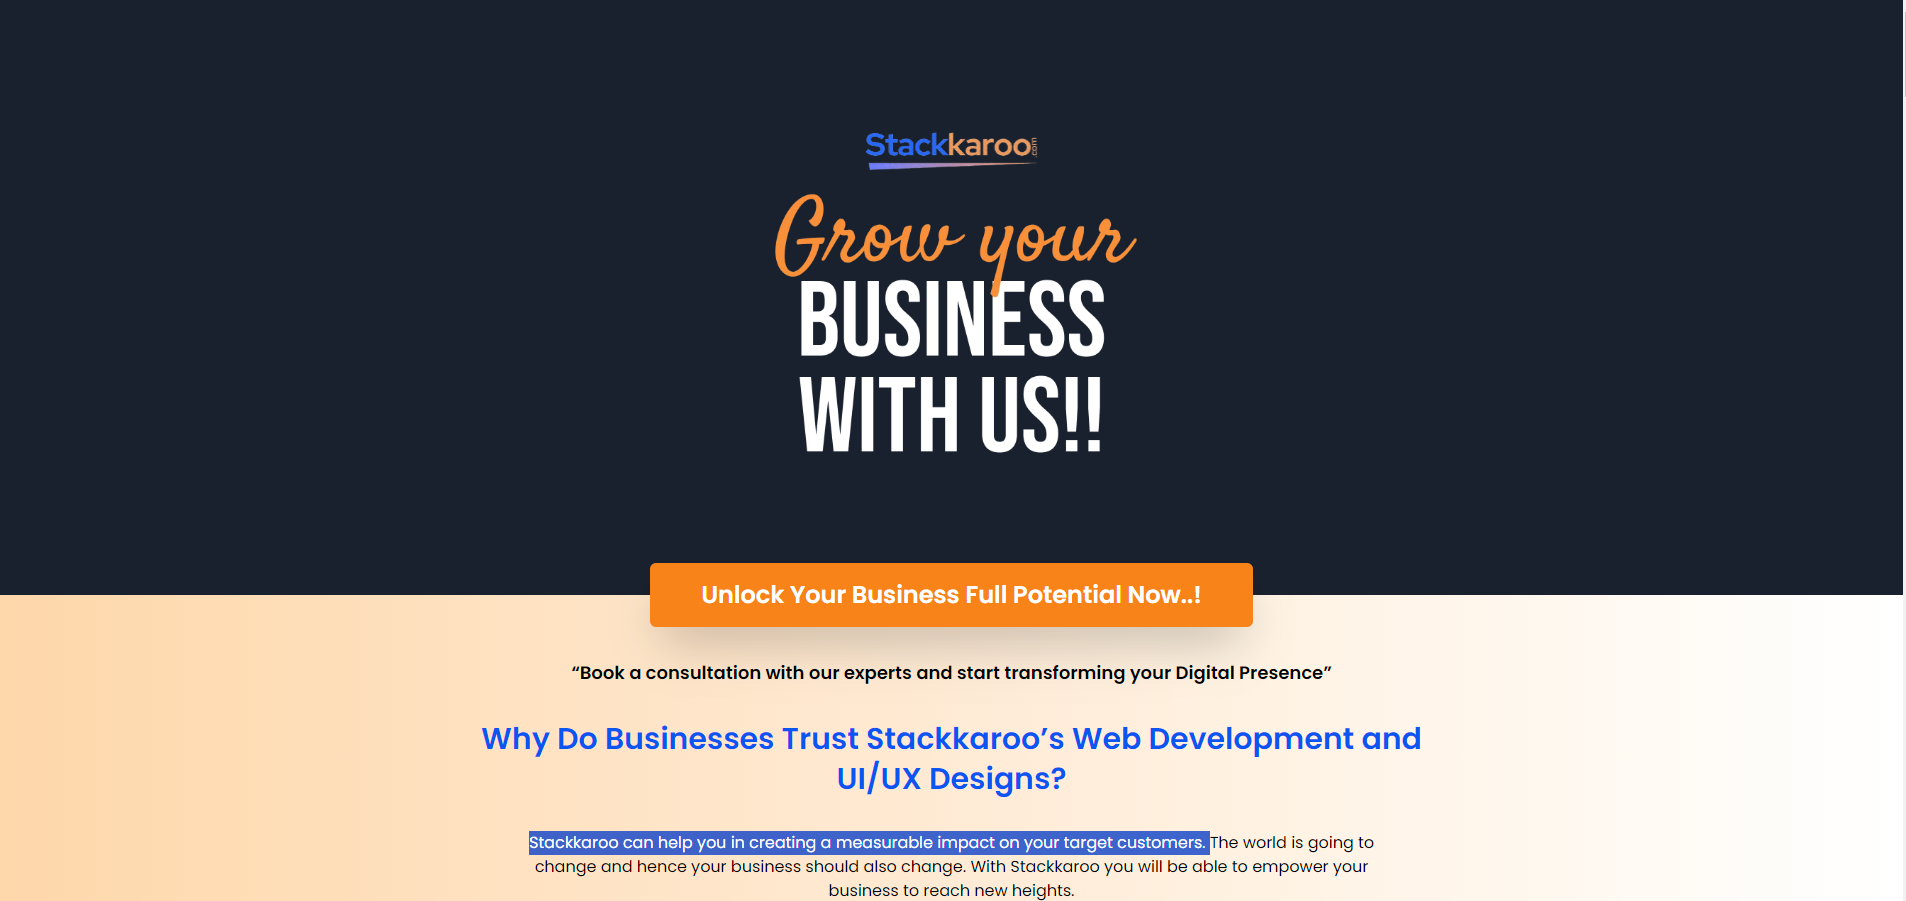 Stackkaroo.com
Grow your
BUSINESS
WITH US!!
Unlock Your Business Full Potential Now..!
“Book a consultation with our experts and start transforming your Digital Presence”
Why Do Businesses Trust Stackkaroo’s Web Development and
UI/UX Designs?
Stackkaroo can help you in creating a measurable impact on your target customers. The world is going to
change and hence your business should also change. With Stackkaroo you will be able to empower your
business to reach new heights.